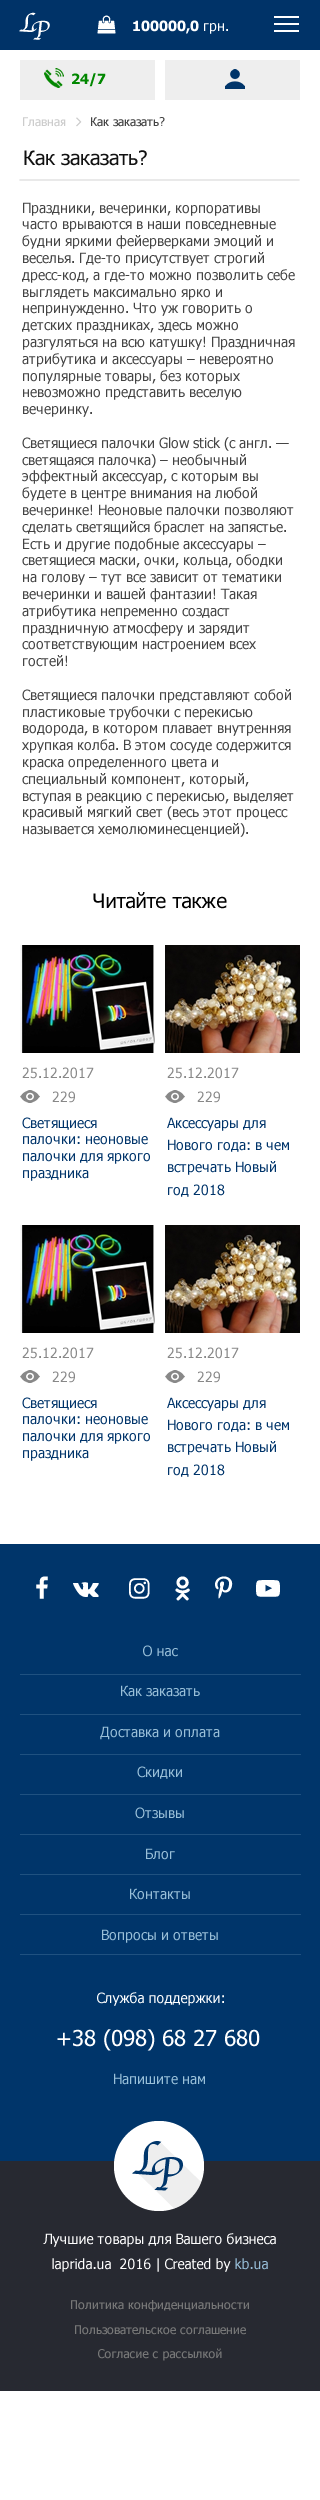 Lp 100000,0 грн.
24/7
Главная > Как заказать?
Как заказать?
Праздники, вечеринки, корпоративы
часто врываются в наши повседневные
будни яркими фейерверками эмоций и
веселья. Где-то присутствует строгий
дресс-код, а где-то можно позволить себе
выглядеть максимально ярко и
непринужденно. Что уж говорить о
детских праздниках, здесь можно
разгуляться на всю катушку! Праздничная
атрибутика и аксессуары – невероятно
популярные товары, без которых
невозможно представить веселую
вечеринку.
Светящиеся палочки Glow stick (с англ. —
светящаяся палочка) – необычный
эффектный аксессуар, с которым вы
будете в центре внимания на любой
вечеринке! Неоновые палочки позволяют
сделать светящийся браслет на запястье.
Есть и другие подобные аксессуары –
светящиеся маски, очки, кольца, ободки
на голову – тут все зависит от тематики
вечеринки и вашей фантазии! Такая
атрибутика непременно создаст
праздничную атмосферу и зарядит
соответствующим настроением всех
гостей!
Светящиеся палочки представляют собой
пластиковые трубочки с перекисью
водорода, в котором плавает внутренняя
хрупкая колба. В этом сосуде содержится
краска определенного цвета и
специальный компонент, который,
вступая в реакцию с перекисью, выделяет
красивый мягкий свет (весь этот процесс
называется хемолюминесценцией).
Читайте также
25.12.2017
229
Светящиеся
палочки: неоновые
палочки для яркого
праздника
25.12.2017
229
Аксессуары для
Нового года: в чем
встречать Новый
год 2018
25.12.2017
229
Светящиеся
палочки: неоновые
палочки для яркого
праздника
25.12.2017
229
Аксессуары для
Нового года: в чем
встречать Новый
год 2018
О нас
Как заказать
Доставка и оплата
Скидки
Отзывы
Блог
Контакты
Вопросы и ответы
Служба поддержки:
+38 (098) 68 27 680
Напишите нам
Lp
Лучшие товары для Вашего бизнеса
laprida.ua 2016 | Created by kb.ua
Политика конфиденциальности
Пользовательское соглашение
Согласие с рассылкой